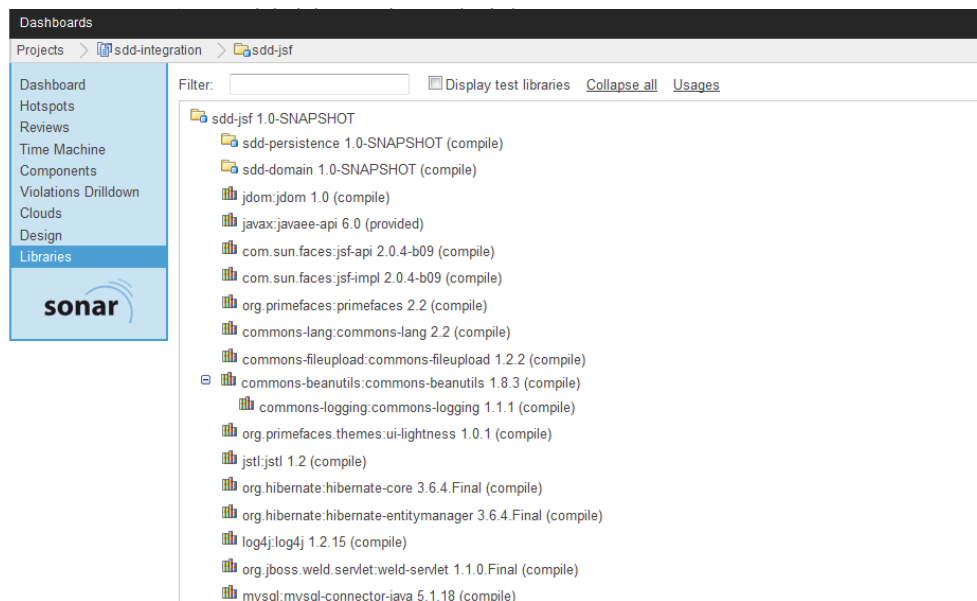 Dashboards
Projects sdd-integration sdd-jsf
Dashboard
Hotspots
Reviews
Time Machine
Components
Violations Drilldown
Clouds
Design
Libraries
sonar
Filter: Display test libraries Collapse all Usages
sdd-jsf 1.0-SNAPSHOT
sdd-persistence 1.0-SNAPSHOT (compile)
sdd-domain 1.0-SNAPSHOT (compile)
jdom:jdom 1.0 (compile)
javax:javaee-api 6.0 (provided)
com.sun.faces:jsf-api 2.0.4-b09 (compile)
com.sun.faces:jsf-impl 2.0.4-b09 (compile)
org.primefaces:primefaces 2.2 (compile)
commons-lang:commons-lang 2.2 (compile)
commons-fileupload:commons-fileupload 1.2.2 (compile)
commons-beanutils:commons-beanutils 1.8.3 (compile)
commons-logging:commons-logging 1.1.1 (compile)
org.primefaces.themes:ui-lightness 1.0.1 (compile)
jstl:jstl 1.2 (compile)
org.hibernate:hibernate-core 3.6.4.Final (compile)
org.hibernate:hibernate-entitymanager 3.6.4.Final (compile)
log4j:log4j 1.2.15 (compile)
org.jboss.weld.servlet:weld-servlet 1.1.0.Final (compile)
mysql:mysql-connector-java 5.1.18 (compile)